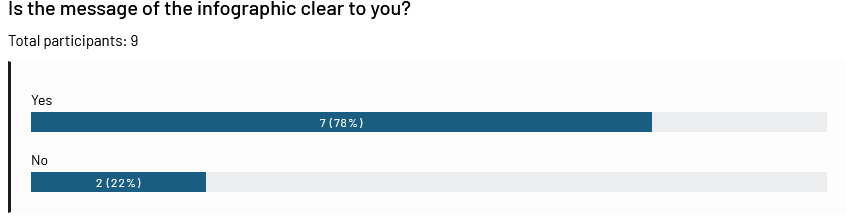 Is the message of the infographic clear to you?
Total participants: 9
Yes
7 (78%)
No
2 (22%)